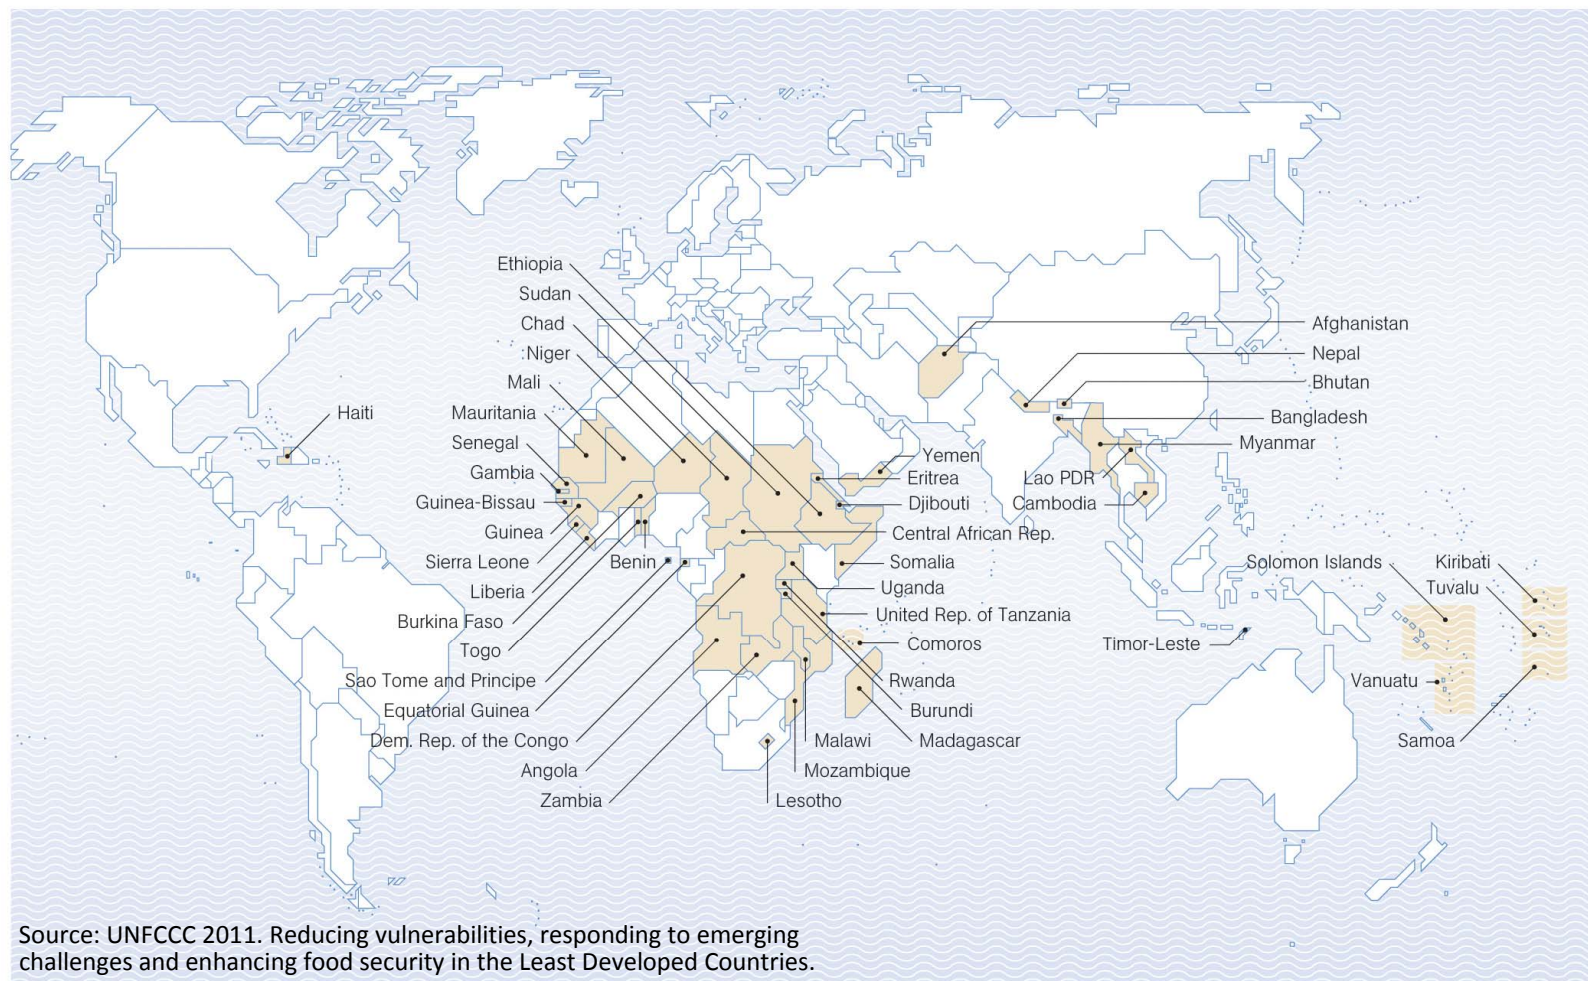 Ethiopia
Sudan
Chad
Niger
Mali
Mauritania
Senegal
Gambia
Guinea-Bissau
Guinea
Sierra Leone
Liberia
Burkina Faso
Togo
Sao Tome and Principe
Equatorial Guinea
Dem. Rep. of the Congo
Angola
Zambia
Haiti
Benin
Yemen
Eritrea
Djibouti
Central African Rep.
Somalia
Uganda
United Rep. of Tanzania
Comoros
Rwanda
Burundi
Madagascar
Malawi
Mozambique
Lesotho
Afghanistan
Nepal
Bhutan
Bangladesh
Myanmar
Lao PDR
Cambodia
Timor-Leste
Solomon Islands
Kiribati
Tuvalu
Vanuatu
Samoa
Source: UNFCCC 2011. Reducing vulnerabilities, responding to emerging
challenges and enhancing food security in the Least Developed Countries.